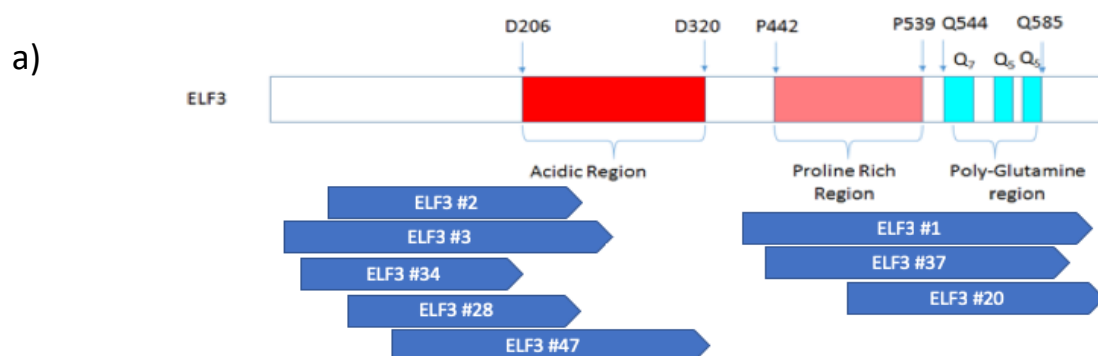 a)
D206 D320 P442 P539 Q544 Q585
Q7 Q5 Q5
ELF3
Acidic Region
Proline Rich
Region
Poly-Glutamine
region
ELF3 #2
ELF3 #3
ELF3 #34
ELF3 #28
ELF3 #47
ELF3 #1
ELF3 #37
ELF3 #20